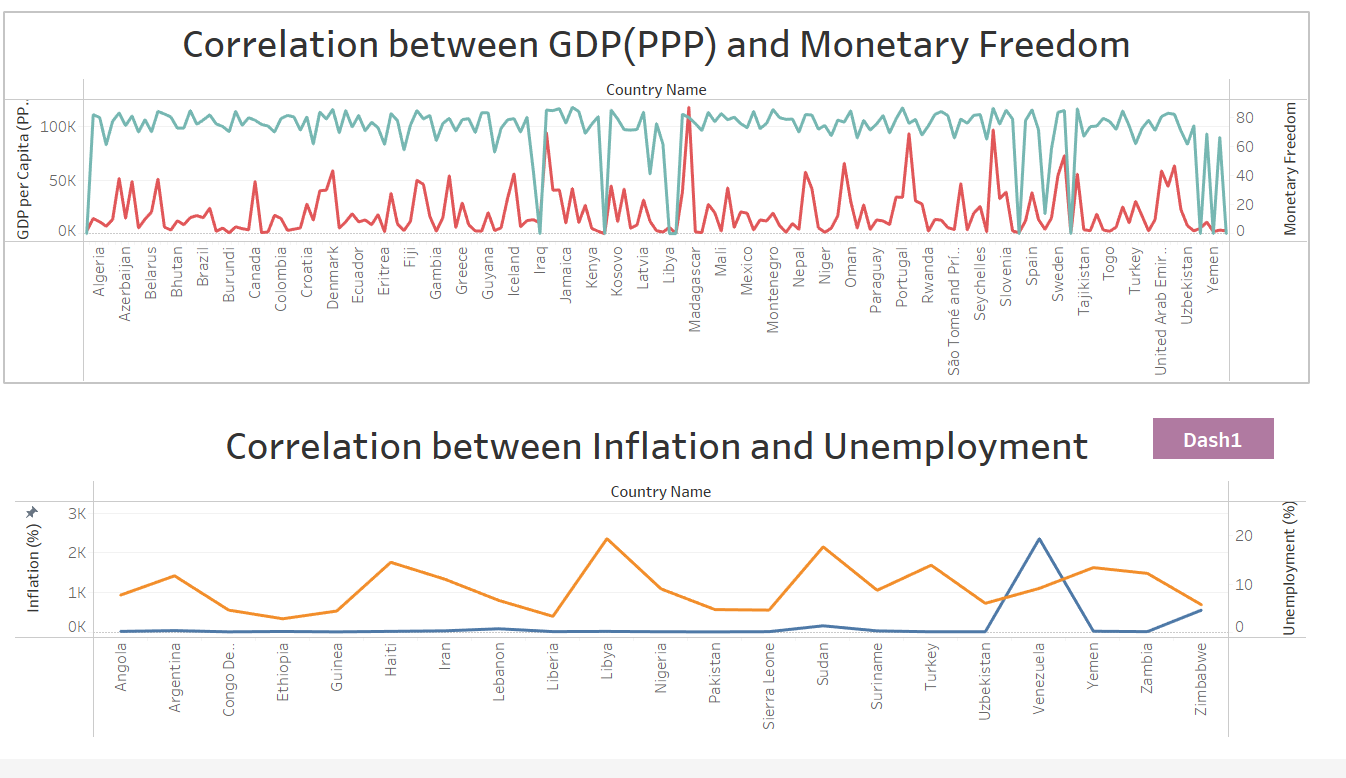 Correlation between GDP(PPP) and Monetary Freedom
Country Name
GDP per Capita (PP..
100K
50K
0K
Monetary Freedom
80
60
40
20
0
Algeria
Azerbaijan
Belarus
Bhutan
Brazil
Burundi
Canada
Colombia
Croatia
Denmark
Ecuador
Eritrea
Fiji
Gambia
Greece
Guyana
Iceland
Iraq
Jamaica
Kenya
Kosovo
Latvia
Libya
Madagascar
Mali
Mexico
Montenegro
Nepal
Niger
Oman
Paraguay
Portugal
Rwanda
São Tomé and Prí..
Seychelles
Slovenia
Spain
Sweden
Tajikistan
Togo
Turkey
United Arab Emir..
Uzbekistan
Yemen
Correlation between Inflation and Unemployment
Dash1
Country Name
Inflation (%)
3K
2K
1K
0K
Unemployment (%)
20
10
0
Angola
Argentina
Congo De..
Ethiopia
Guinea
Haiti
Iran
Lebanon
Liberia
Libya
Nigeria
Pakistan
Sierra Leone
Sudan
Suriname
Turkey
Uzbekistan
Venezuela
Yemen
Zambia
Zimbabwe